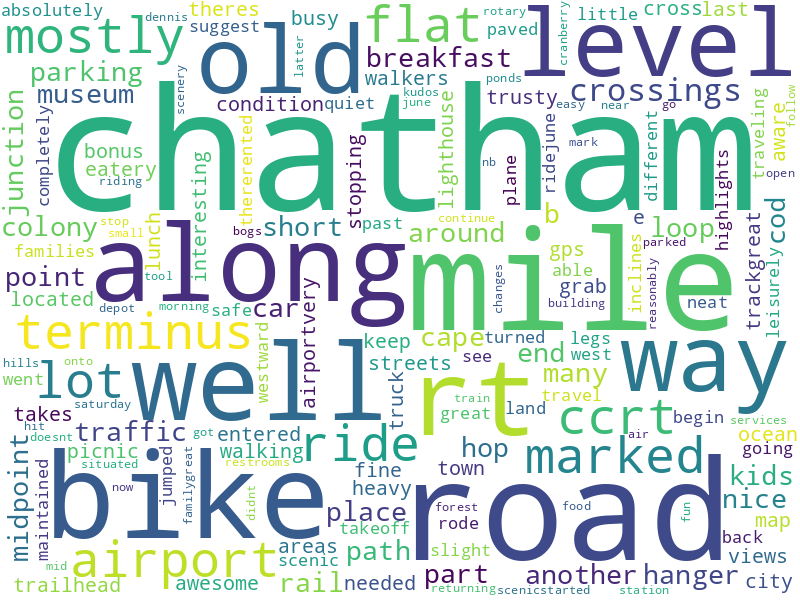 absolutely dennis theres busy little cross last
mostly old suggest latter flat rotary paved cranberry level
parking scenery walkers breakfast ponds crossings
museum condition quiet kudos june trusty easy near go follow
junction completely chatham aware traveling
bonus thererented lighthouse plane ridejune mark open
eatery riding interesting stopping nb different
colony stop small bogs short past continue b e loop highlights cod
families lunch along around mile gps inclines parked trackgreat
point tool car able changes reasonably leisurely
located depot morning safe grab building neat
terminus airportvery keep cape turned legs way
hills onto westward well streets see end west
went lot saturday truck rt train many travel
takes great land ccrt begin services
hit traffic got entered ride hop air ocean
doesnt picnic walking fine town marked going
midpoint maintained situated restrooms heavy food kids
jumped bike place rode forest road nice
now familygreat didnt takeoff fun map
airport areas path slight back
mid scenic part another views
trailhead awesome rail needed returning scenicstarted station hanger city